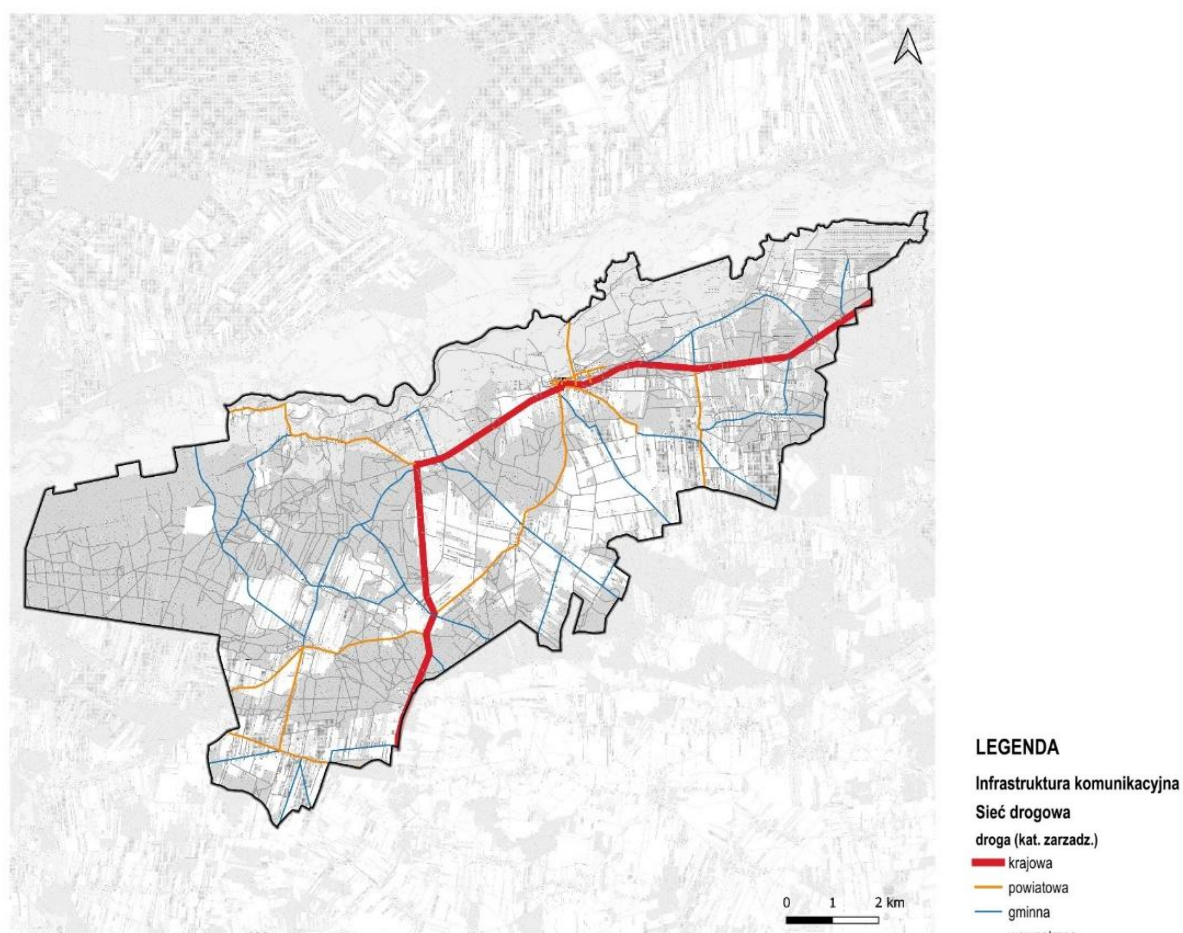 0 1 2 km
LEGENDA
Infrastruktura komunikacyjna
Sieć drogowa
droga (kat. zarzadz.)
krajowa
powiatowa
gminna